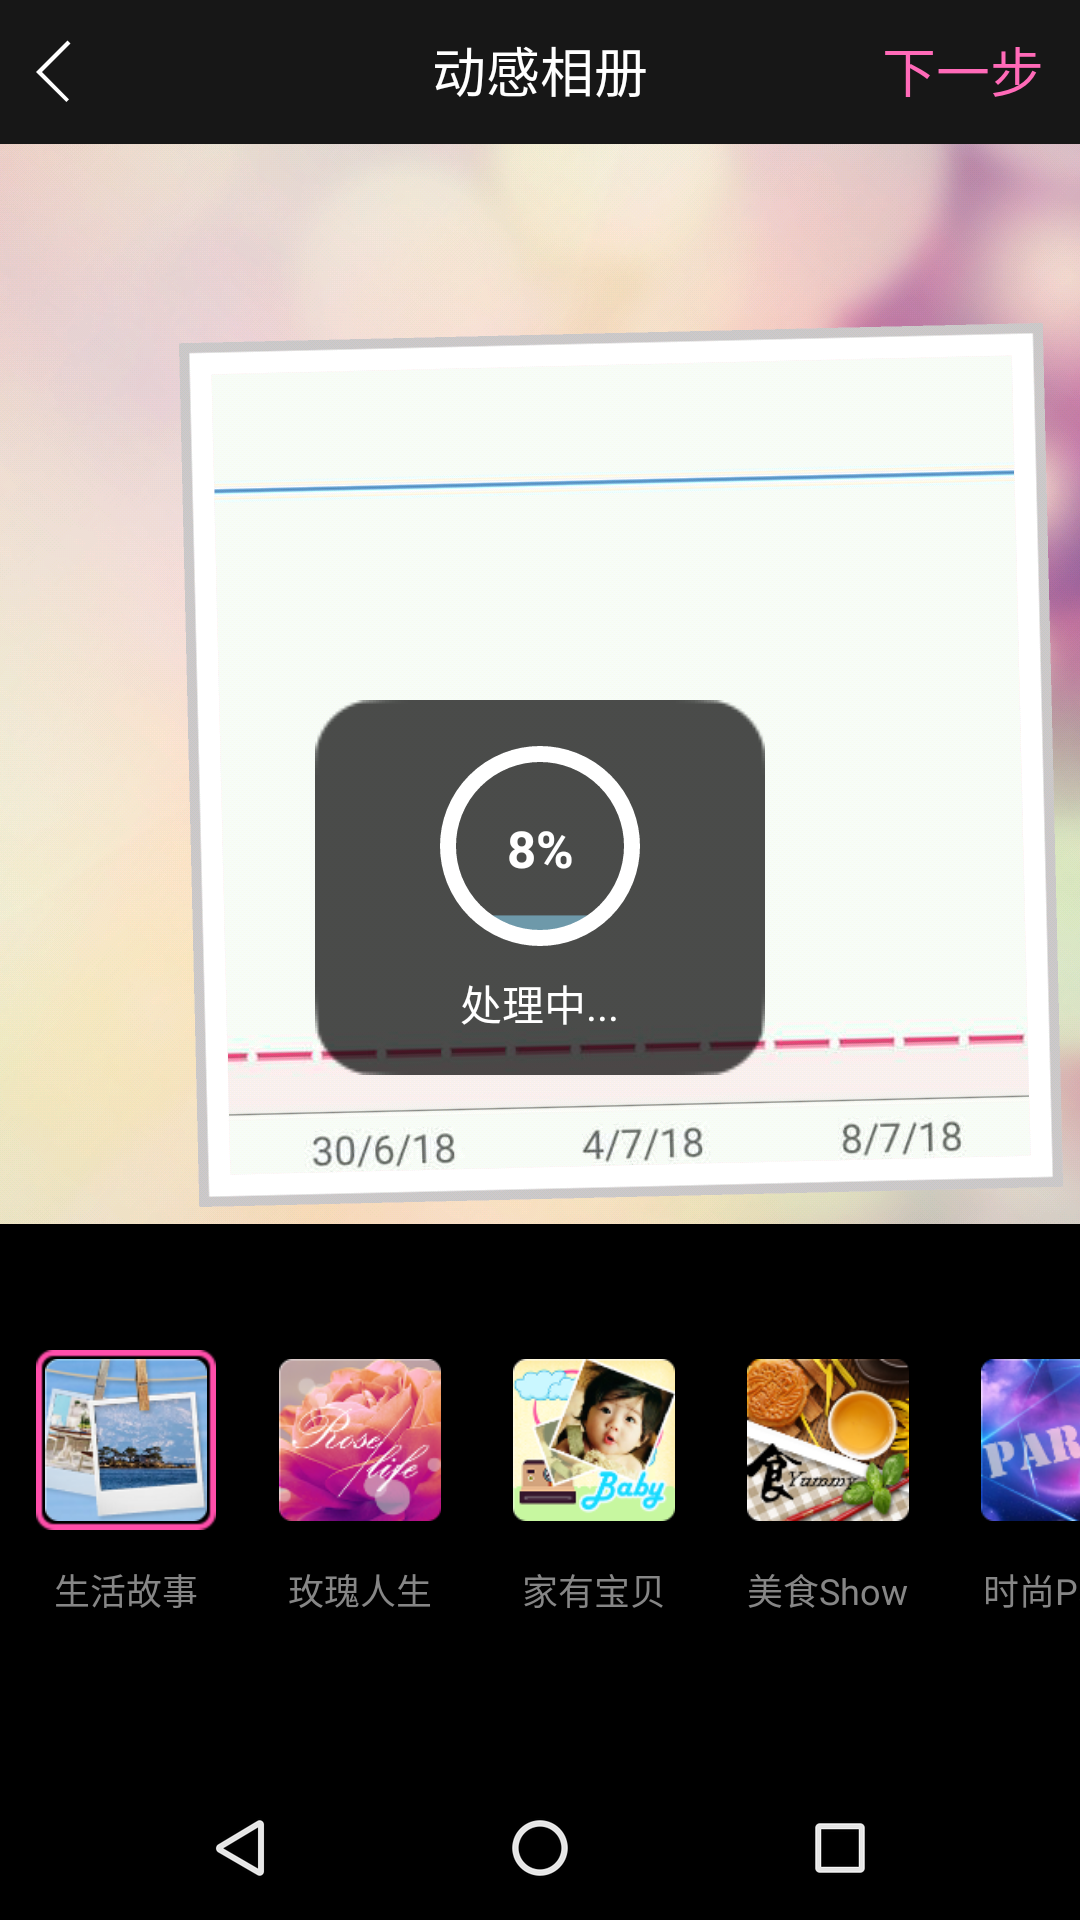 动感相册
下一步
8%
处理中...
30/6/18
4/7/18
8/7/18
Rose
life
Baby
食
Yummy
PAR
生活故事
玫瑰人生
家有宝贝
美食Show
时尚P